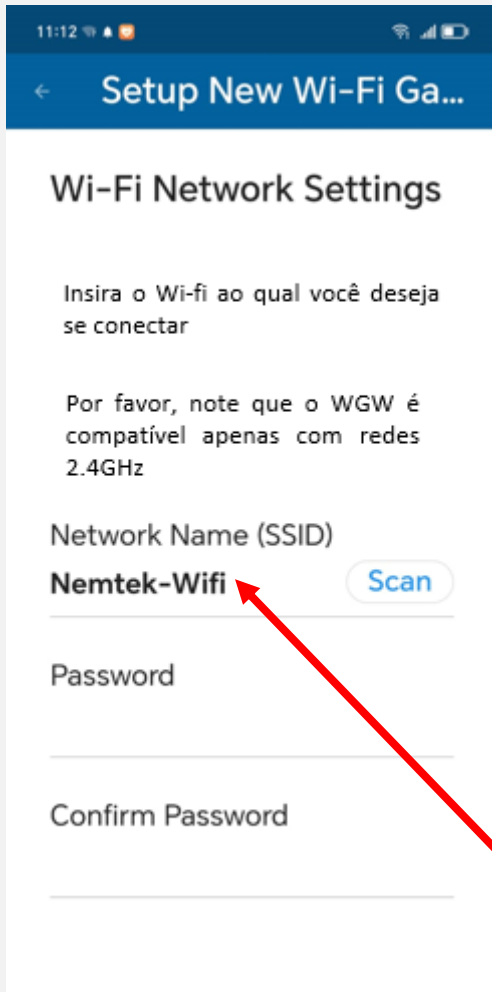 11:12
Setup New Wi-Fi Ga...
Wi-Fi Network Settings
Insira o Wi-fi ao qual você deseja
se conectar
Por favor, note que o WGW é
compatível apenas com redes
2.4GHz
Network Name (SSID)
Nemtek-Wifi
Scan
Password
Confirm Password